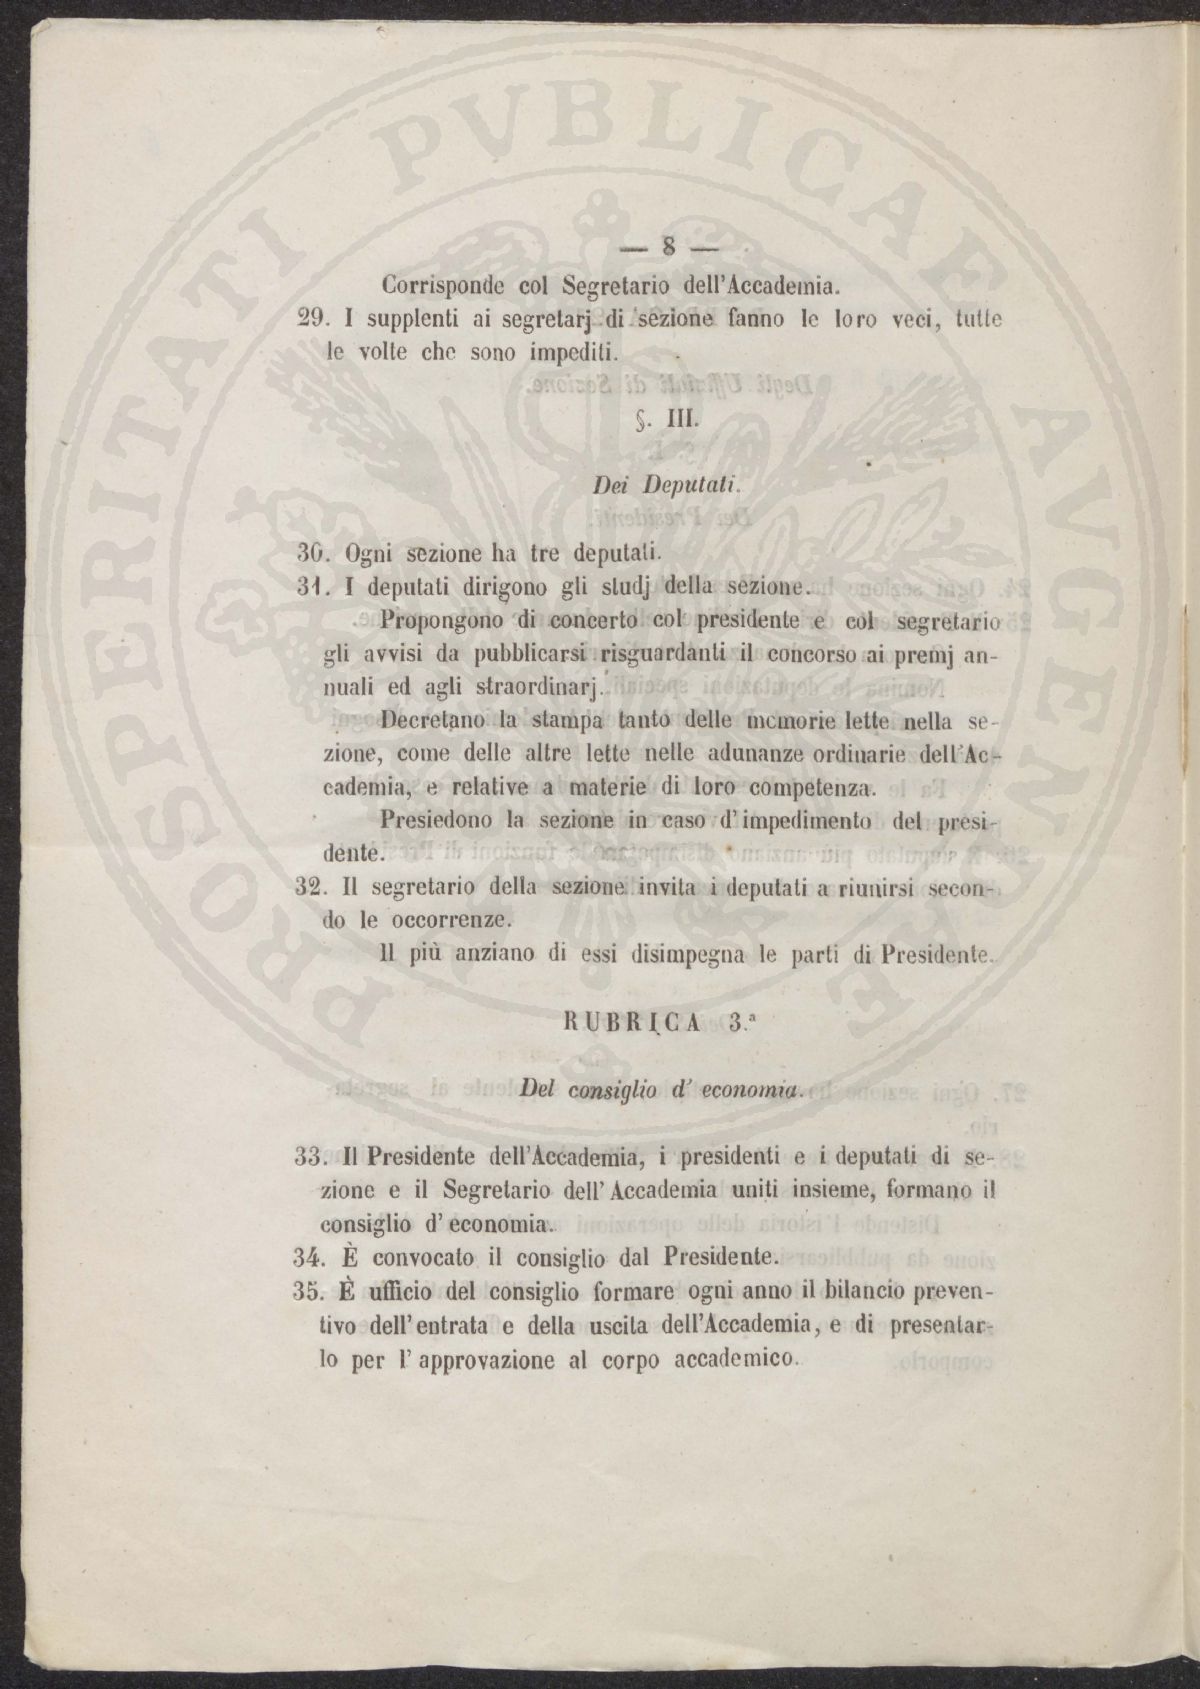 PROSPERITATI PVBLICAE AVGENDAE
— 8 —
Corrisponde col Segretario dell'Accademia.
29. I supplenti ai segretarj di sezione fanno le loro veci, tutte
le volte che sono impediti.
§. III.
Dei Deputati.
30. Ogni sezione ha tre deputati.
31. I deputati dirigono gli studj della sezione.
Propongono di concerto col presidente e col segretario
gli avvisi da pubblicarsi risguardanti il concorso ai premj an-
nuali ed agli straordinarj.
Decretano la stampa tanto delle memorie lette nella se-
zione, come delle altre lette nelle adunanze ordinarie dell'Ac-
cademia, e relative a materie di loro competenza.
Presiedono la sezione in caso d'impedimento del presi-
dente.
32. Il segretario della sezione invita i deputati a riunirsi secon-
do le occorrenze.
Il più anziano di essi disimpegna le parti di Presidente.
RUBRICA 3.ª
Del consiglio d' economia.
33. Il Presidente dell'Accademia, i presidenti e i deputati di se-
zione e il Segretario dell'Accademia uniti insieme, formano il
consiglio d'economia.
34. È convocato il consiglio dal Presidente.
35. È ufficio del consiglio formare ogni anno il bilancio preven-
tivo dell'entrata e della uscita dell'Accademia, e di presentar-
lo per l'approvazione al corpo accademico.